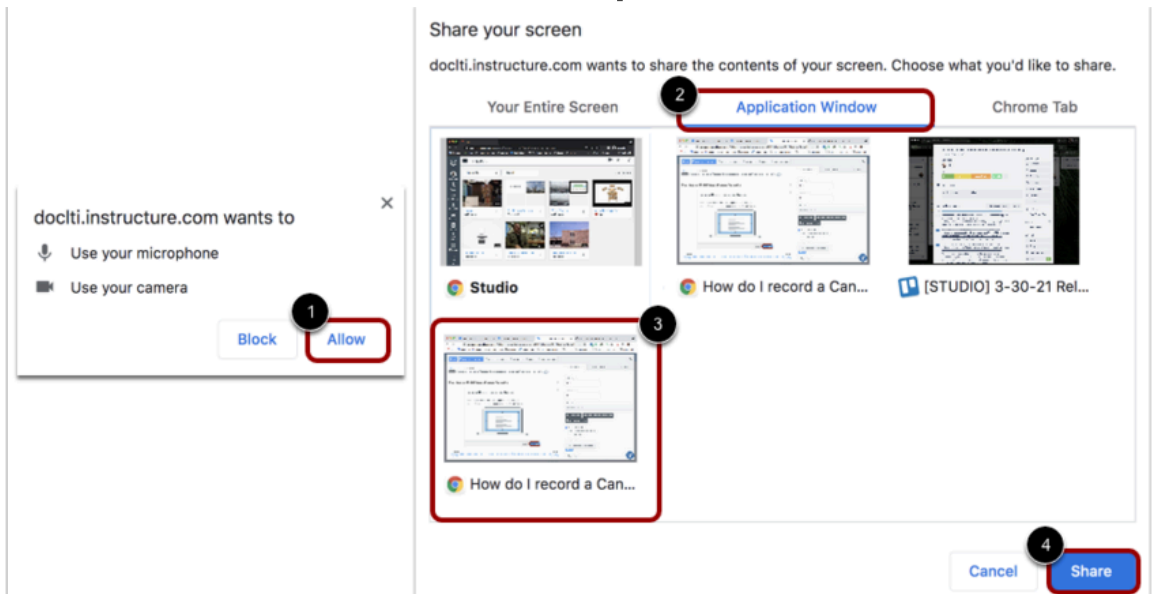 Share your screen
doclti.instructure.com wants to share the contents of your screen. Choose what you'd like to share.
2
Your Entire Screen
Application Window
Chrome Tab
doclti.instructure.com wants to
Use your microphone
Use your camera
1
Block
Allow
Studio
How do I record a Can...
[STUDIO] 3-30-21 Rel...
3
How do I record a Can...
4
Cancel
Share